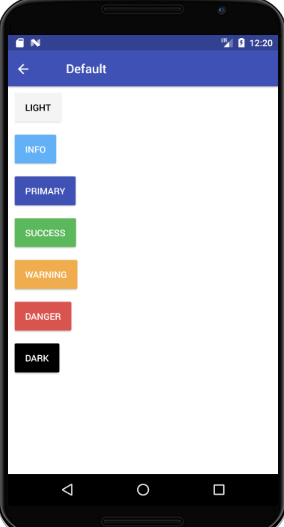 12:20
Default
LIGHT
INFO
PRIMARY
SUCCESS
WARNING
DANGER
DARK